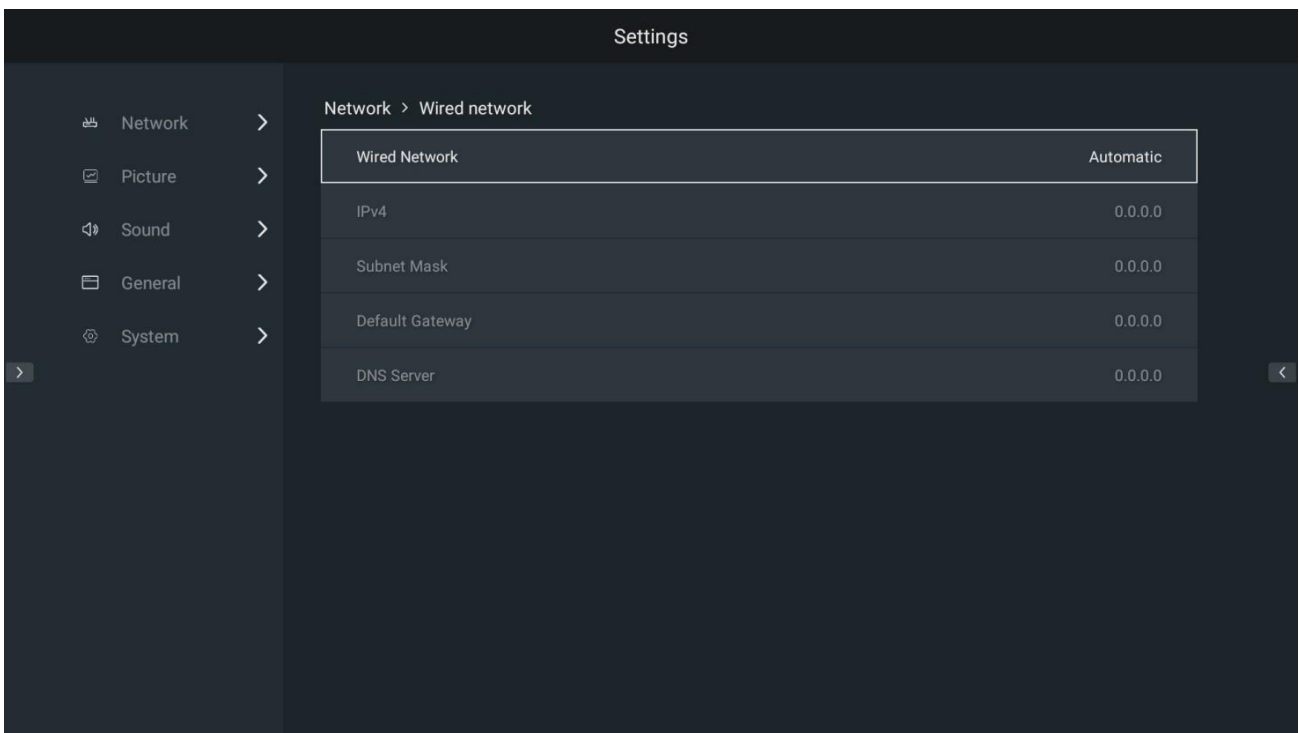 Settings
Network
Picture
Sound
General
System
Network > Wired network
Wired Network Automatic
IPv4 0.0.0.0
Subnet Mask 0.0.0.0
Default Gateway 0.0.0.0
DNS Server 0.0.0.0